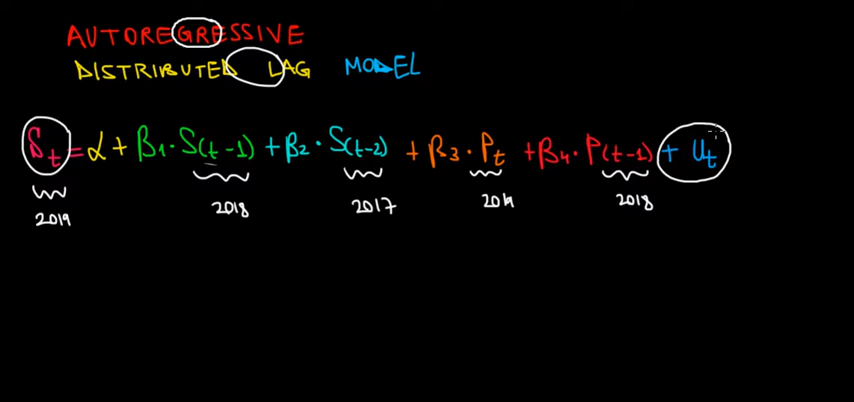 AUTOREGRESSIVE
DISTRIBUTED LAG MODEL
St = α + β1·S(t-1) + β2·S(t-2) + β3·Pt + β4·P(t-1) + Ut
2019 2018 2017 2019 2018